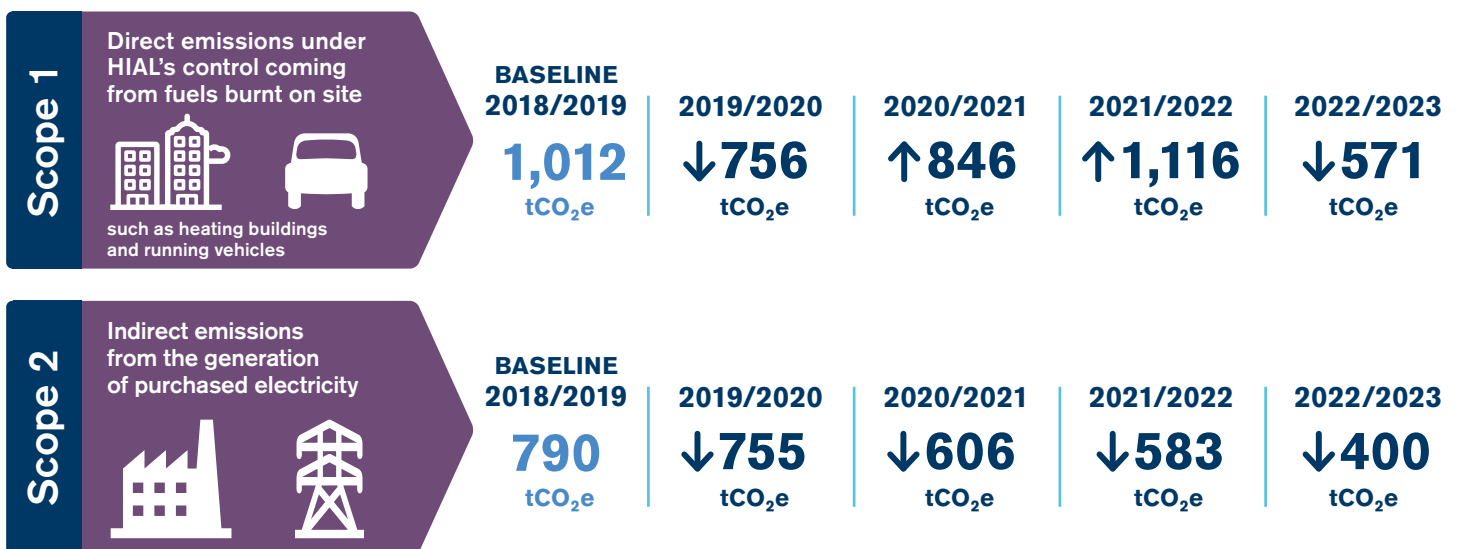 Scope 1
Direct emissions under
HIAL's control coming
from fuels burnt on site
such as heating buildings
and running vehicles
BASELINE
2018/2019
1,012
tCO₂e
2019/2020
↓756
tCO₂e
2020/2021
↑846
tCO₂e
2021/2022
↑1,116
tCO₂e
2022/2023
↓571
tCO₂e
Scope 2
Indirect emissions
from the generation
of purchased electricity
BASELINE
2018/2019
790
tCO₂e
2019/2020
↓755
tCO₂e
2020/2021
↓606
tCO₂e
2021/2022
↓583
tCO₂e
2022/2023
↓400
tCO₂e